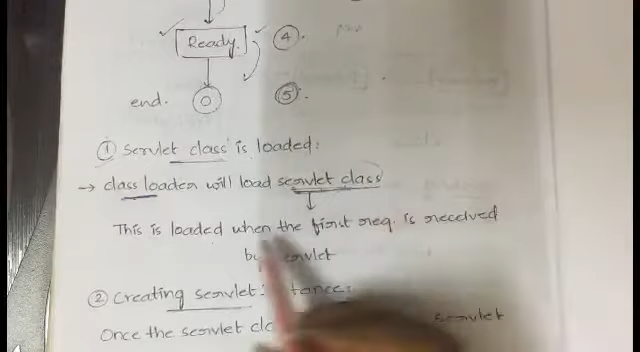 Ready.
④.
end.
⑤.
① servlet class is loaded:
→ class loader will load servlet class
This is loaded when the first req. is received
by servlet
② Creating servlet
Once the servlet servlet